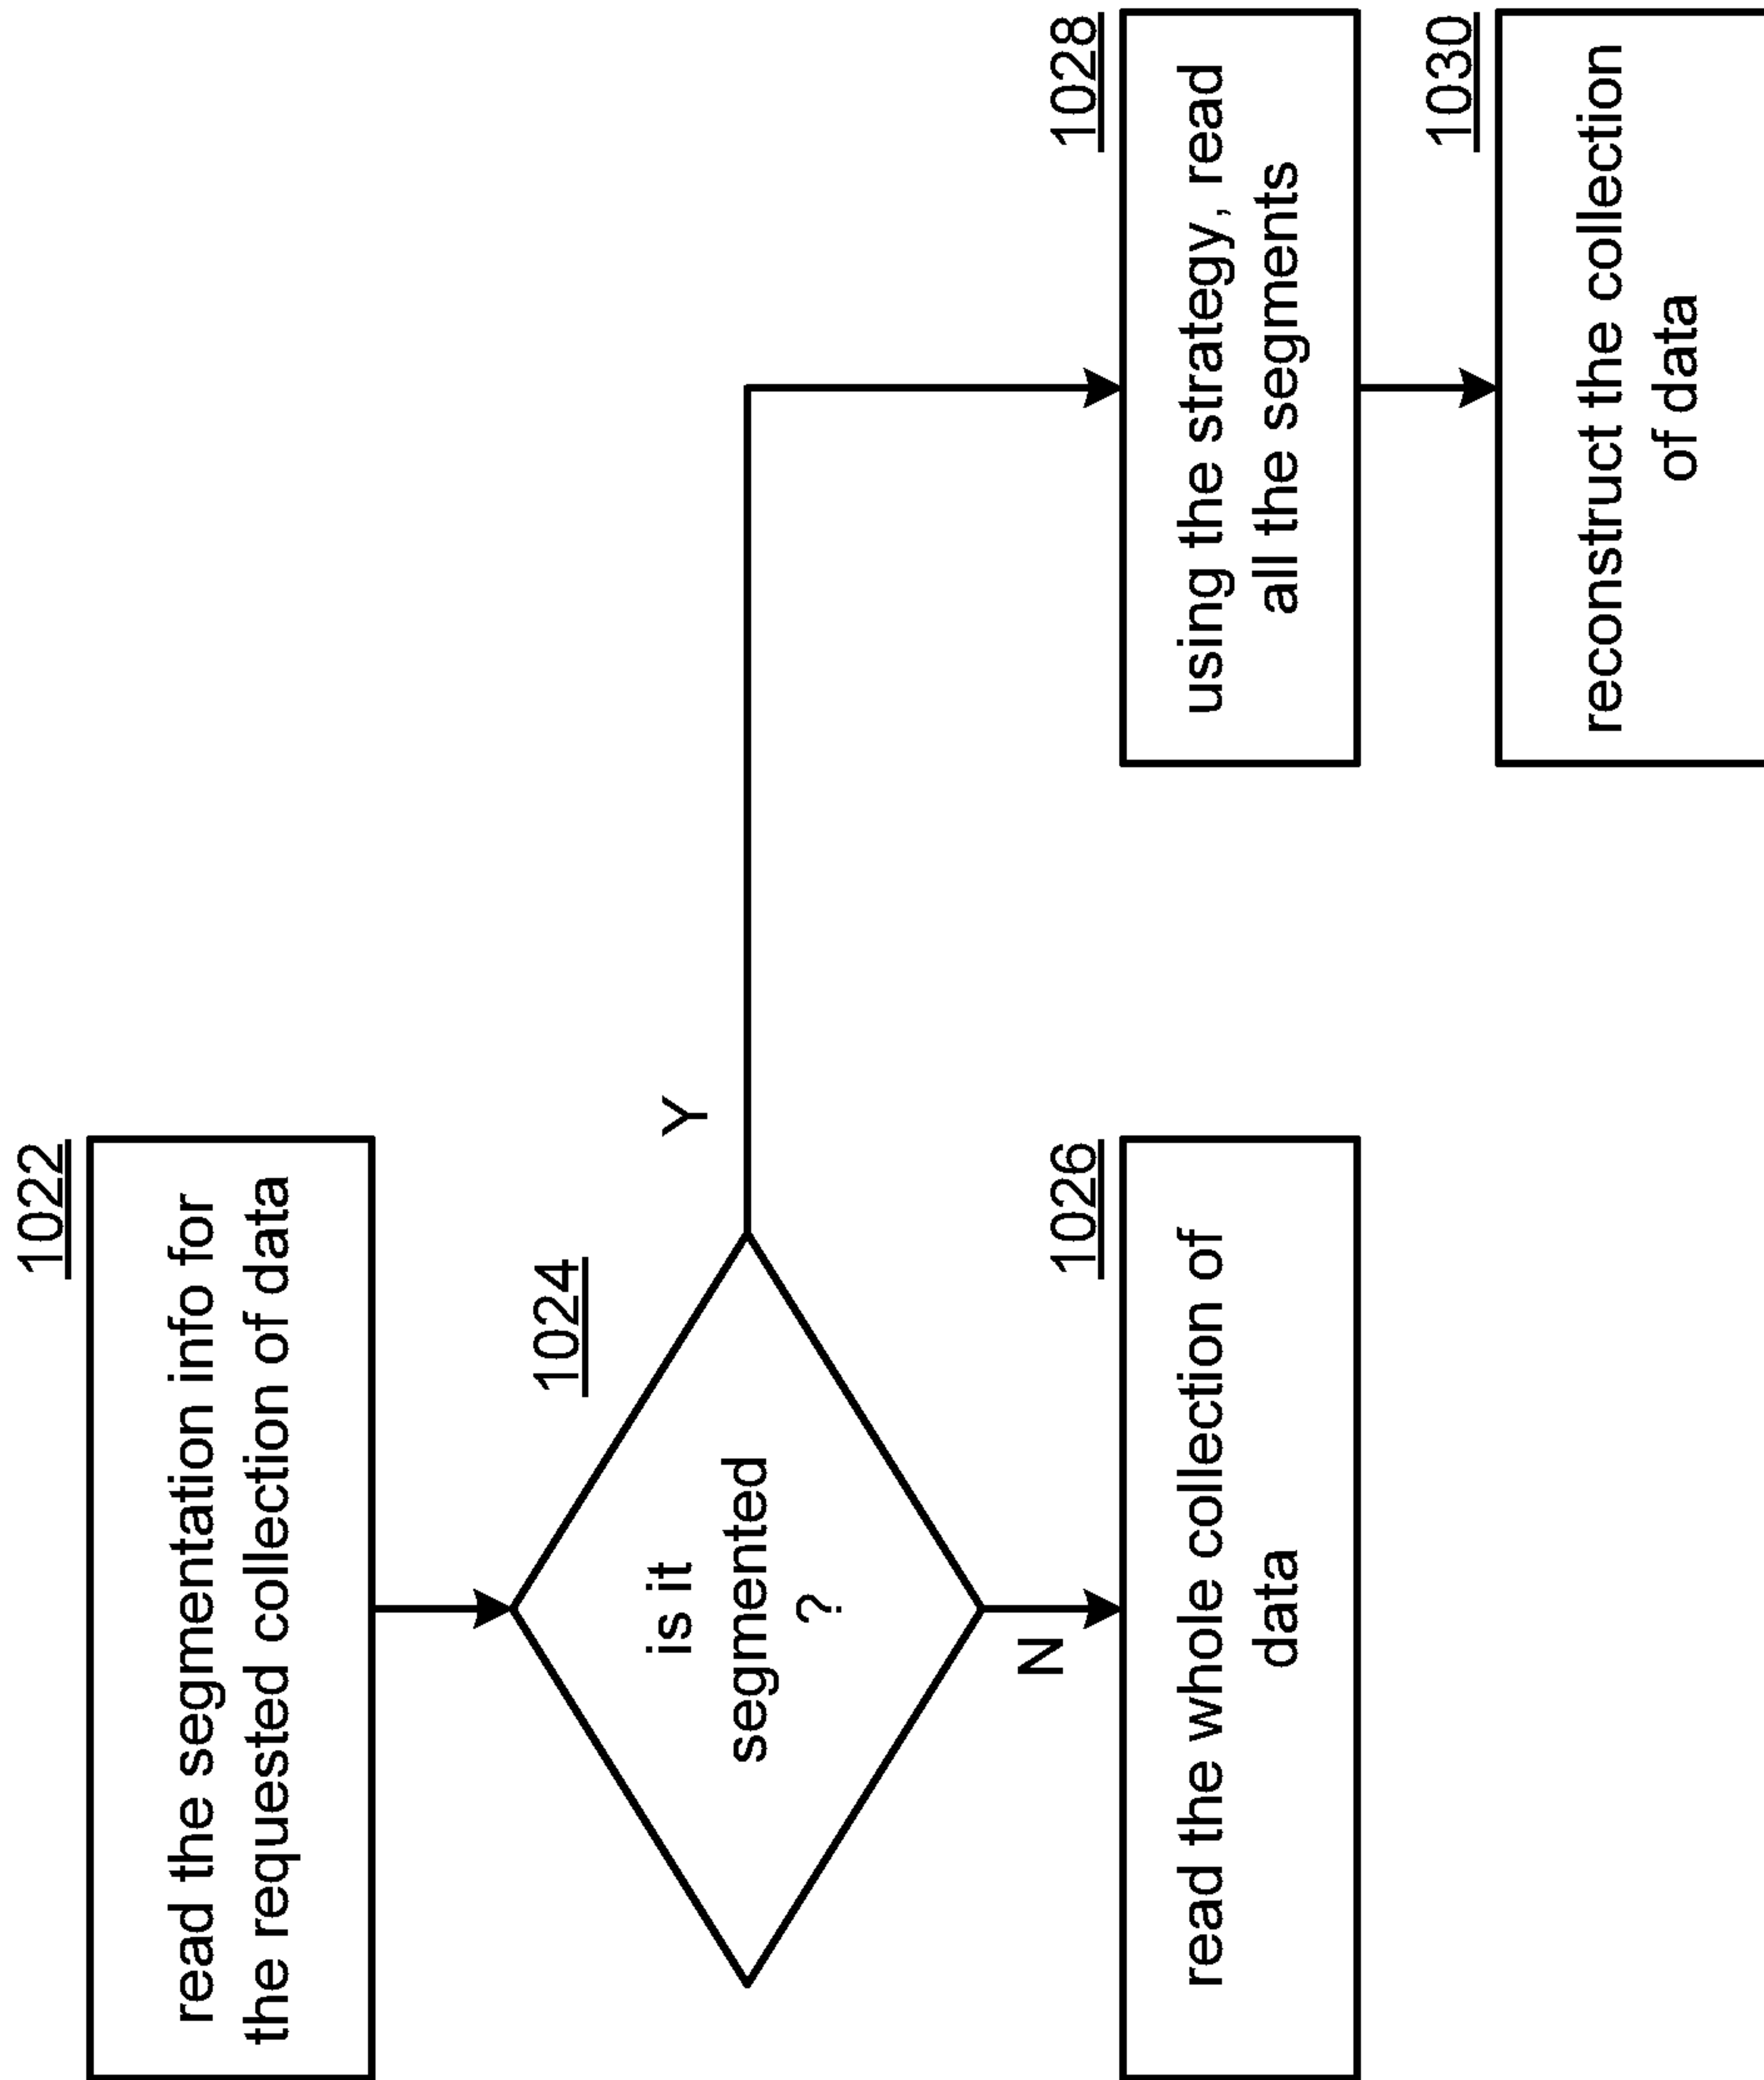 1022
read the segmentation info for
the requested collection of data
1024
is it
segmented
?
Y
N
1026
read the whole collection of
data
1028
using the strategy, read
all the segments
1030
reconstruct the collection
of data